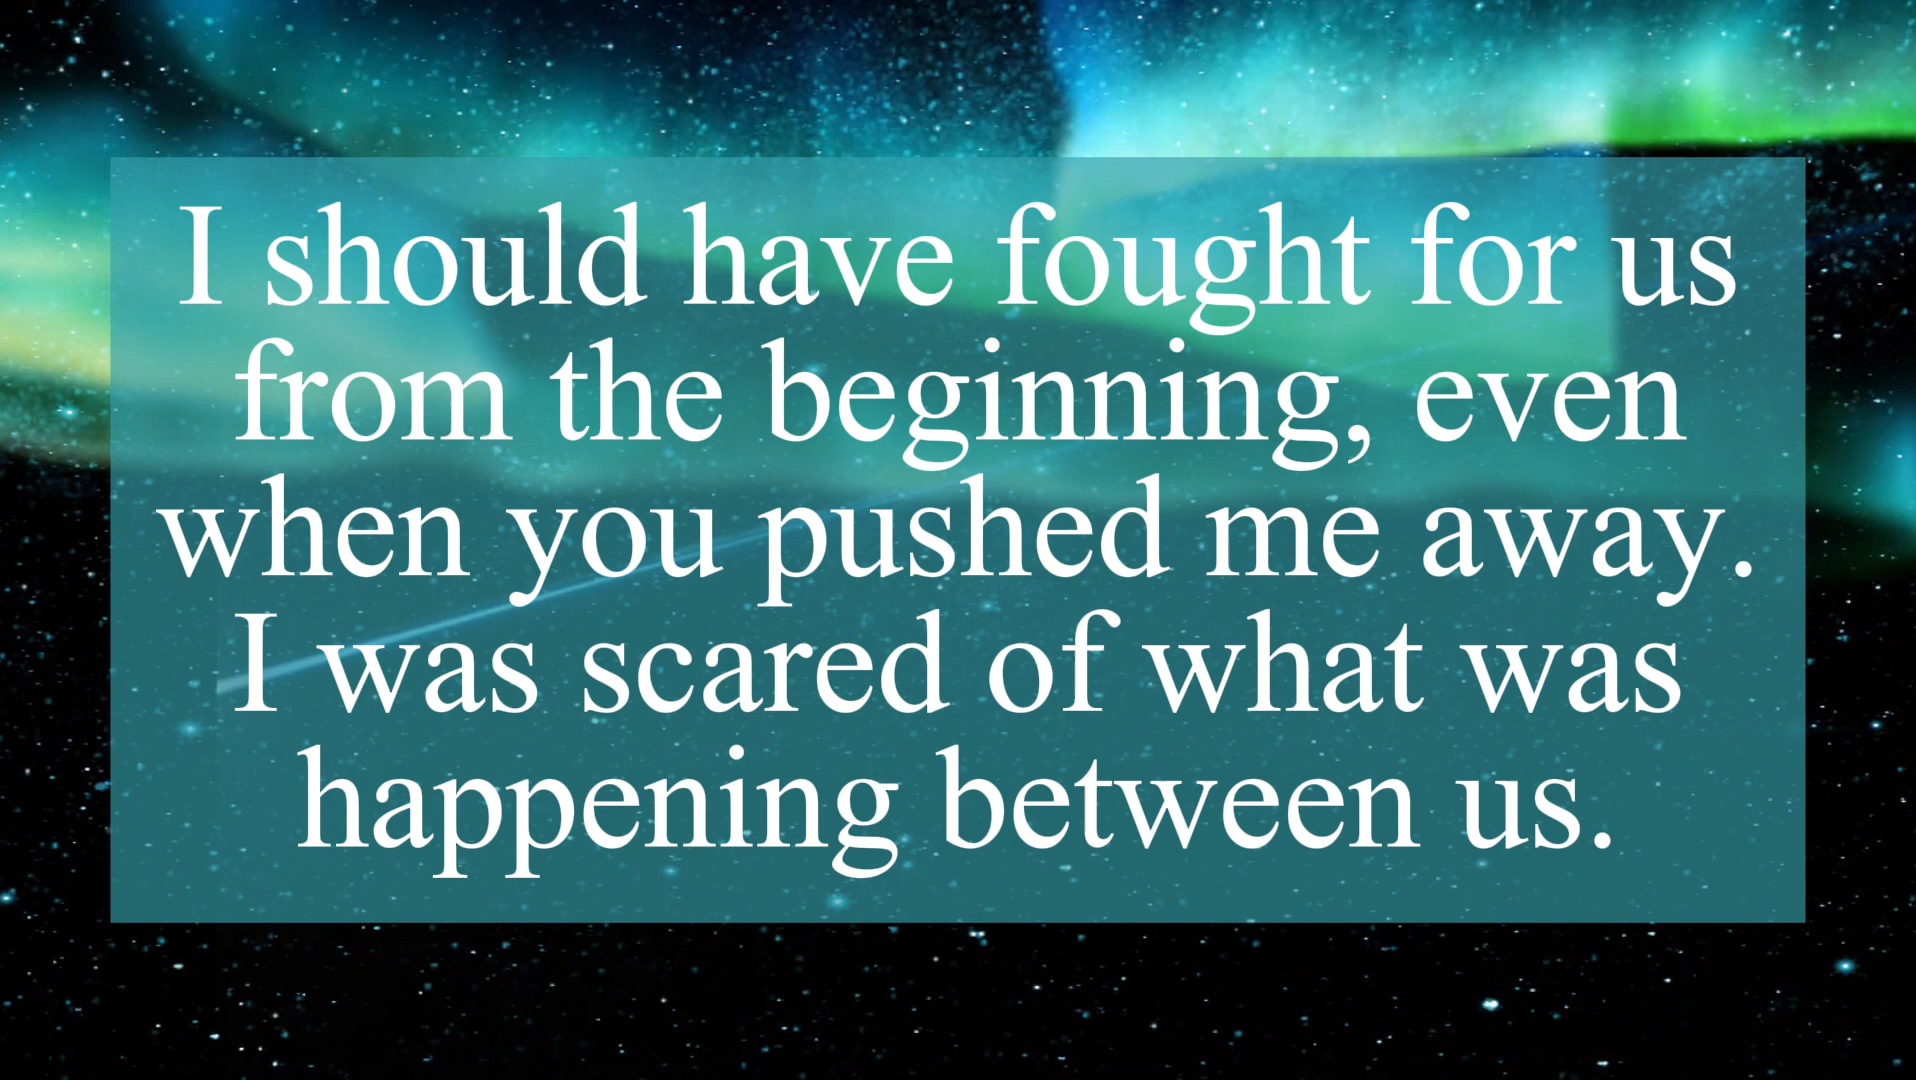 I should have fought for us
from the beginning, even
when you pushed me away.
I was scared of what was
happening between us.